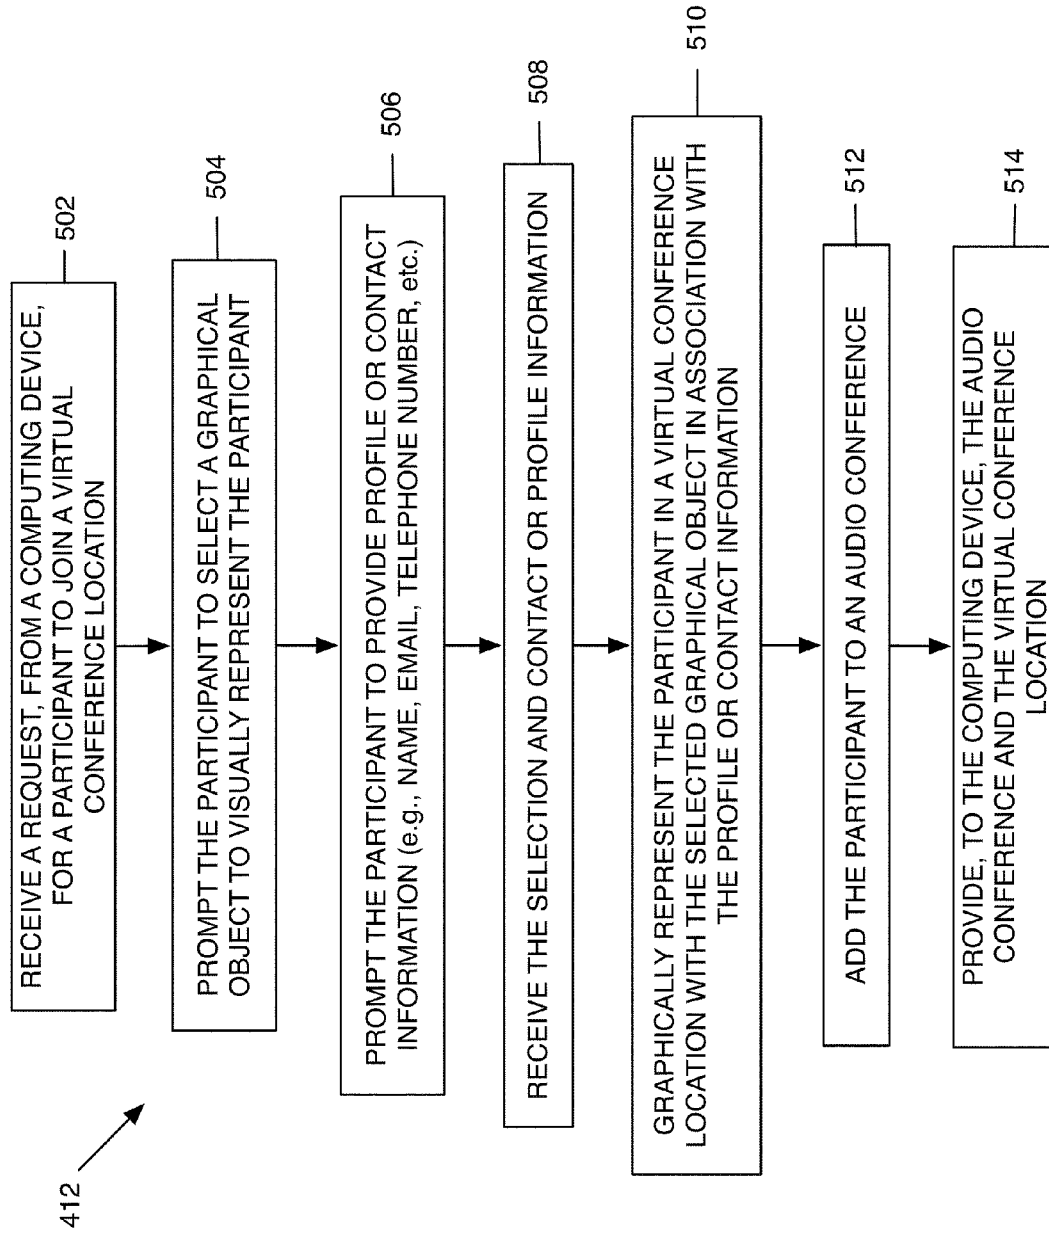 412
502
RECEIVE A REQUEST, FROM A COMPUTING DEVICE,
FOR A PARTICIPANT TO JOIN A VIRTUAL
CONFERENCE LOCATION
504
PROMPT THE PARTICIPANT TO SELECT A GRAPHICAL
OBJECT TO VISUALLY REPRESENT THE PARTICIPANT
506
PROMPT THE PARTICIPANT TO PROVIDE PROFILE OR CONTACT
INFORMATION (e.g., NAME, EMAIL, TELEPHONE NUMBER, etc.)
508
RECEIVE THE SELECTION AND CONTACT OR PROFILE INFORMATION
510
GRAPHICALLY REPRESENT THE PARTICIPANT IN A VIRTUAL CONFERENCE
LOCATION WITH THE SELECTED GRAPHICAL OBJECT IN ASSOCIATION WITH
THE PROFILE OR CONTACT INFORMATION
512
ADD THE PARTICIPANT TO AN AUDIO CONFERENCE
514
PROVIDE, TO THE COMPUTING DEVICE, THE AUDIO
CONFERENCE AND THE VIRTUAL CONFERENCE
LOCATION